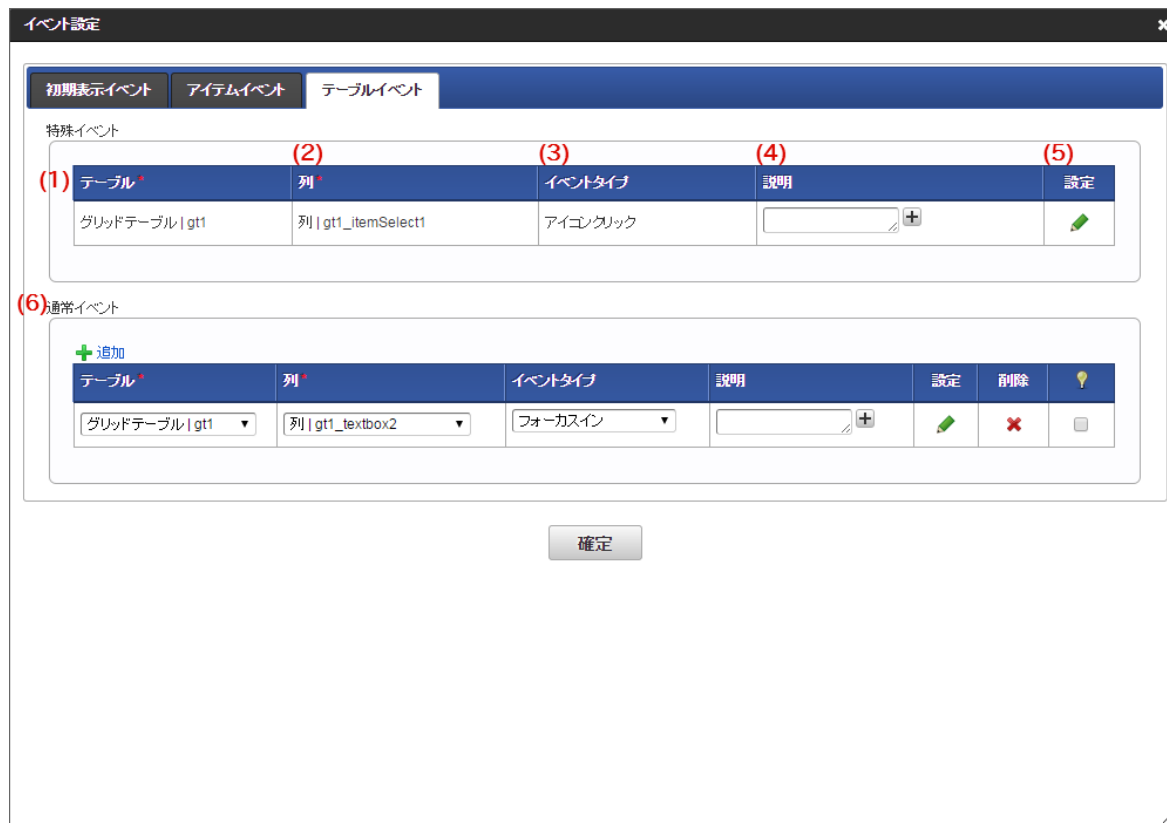 イベント設定
初期表示イベント アイテムイベント テーブルイベント
特殊イベント
(1) (2) (3) (4) (5)
テーブル* 列* イベントタイプ 説明 設定
グリッドテーブル | gt1 列 | gt1_itemSelect1 アイコンクリック
(6)
通常イベント
追加
テーブル* 列* イベントタイプ 説明 設定 削除
グリッドテーブル | gt1 列 | gt1_textbox2 フォーカスイン
確定